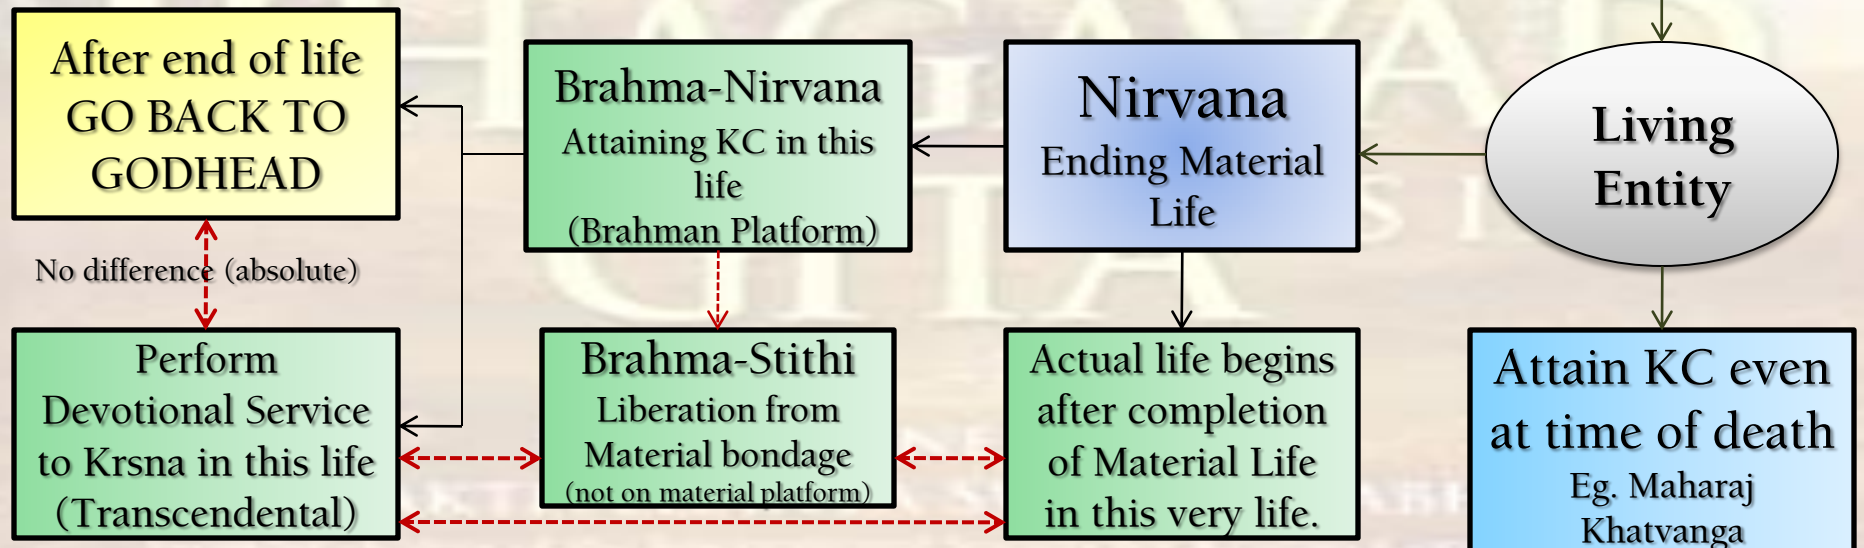 After end of life
GO BACK TO
GODHEAD
Brahma-Nirvana
Attaining KC in this
life
(Brahman Platform)
Nirvana
Ending Material
Life
Living
Entity
No difference (absolute)
Perform
Devotional Service
to Krsna in this life
(Transcendental)
Brahma-Stithi
Liberation from
Material bondage
(not on material platform)
Actual life begins
after completion
of Material Life
in this very life.
Attain KC even
at time of death
Eg. Maharaj
Khatvanga